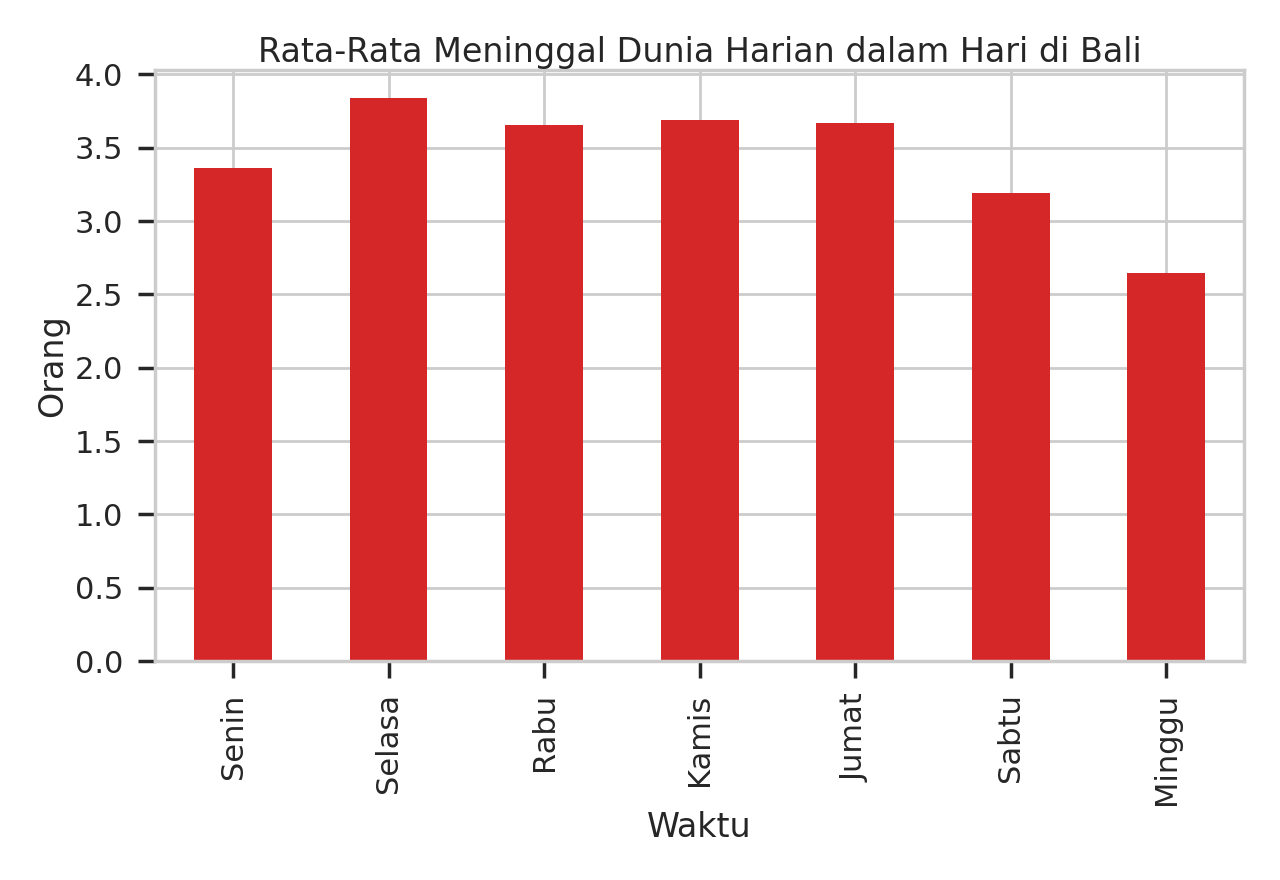 Rata-Rata Meninggal Dunia Harian dalam Hari di Bali
4.0
3.5
3.0
2.5
2.0
1.5
1.0
0.5
0.0
Orang
Senin
Selasa
Rabu
Kamis
Jumat
Sabtu
Minggu
Waktu